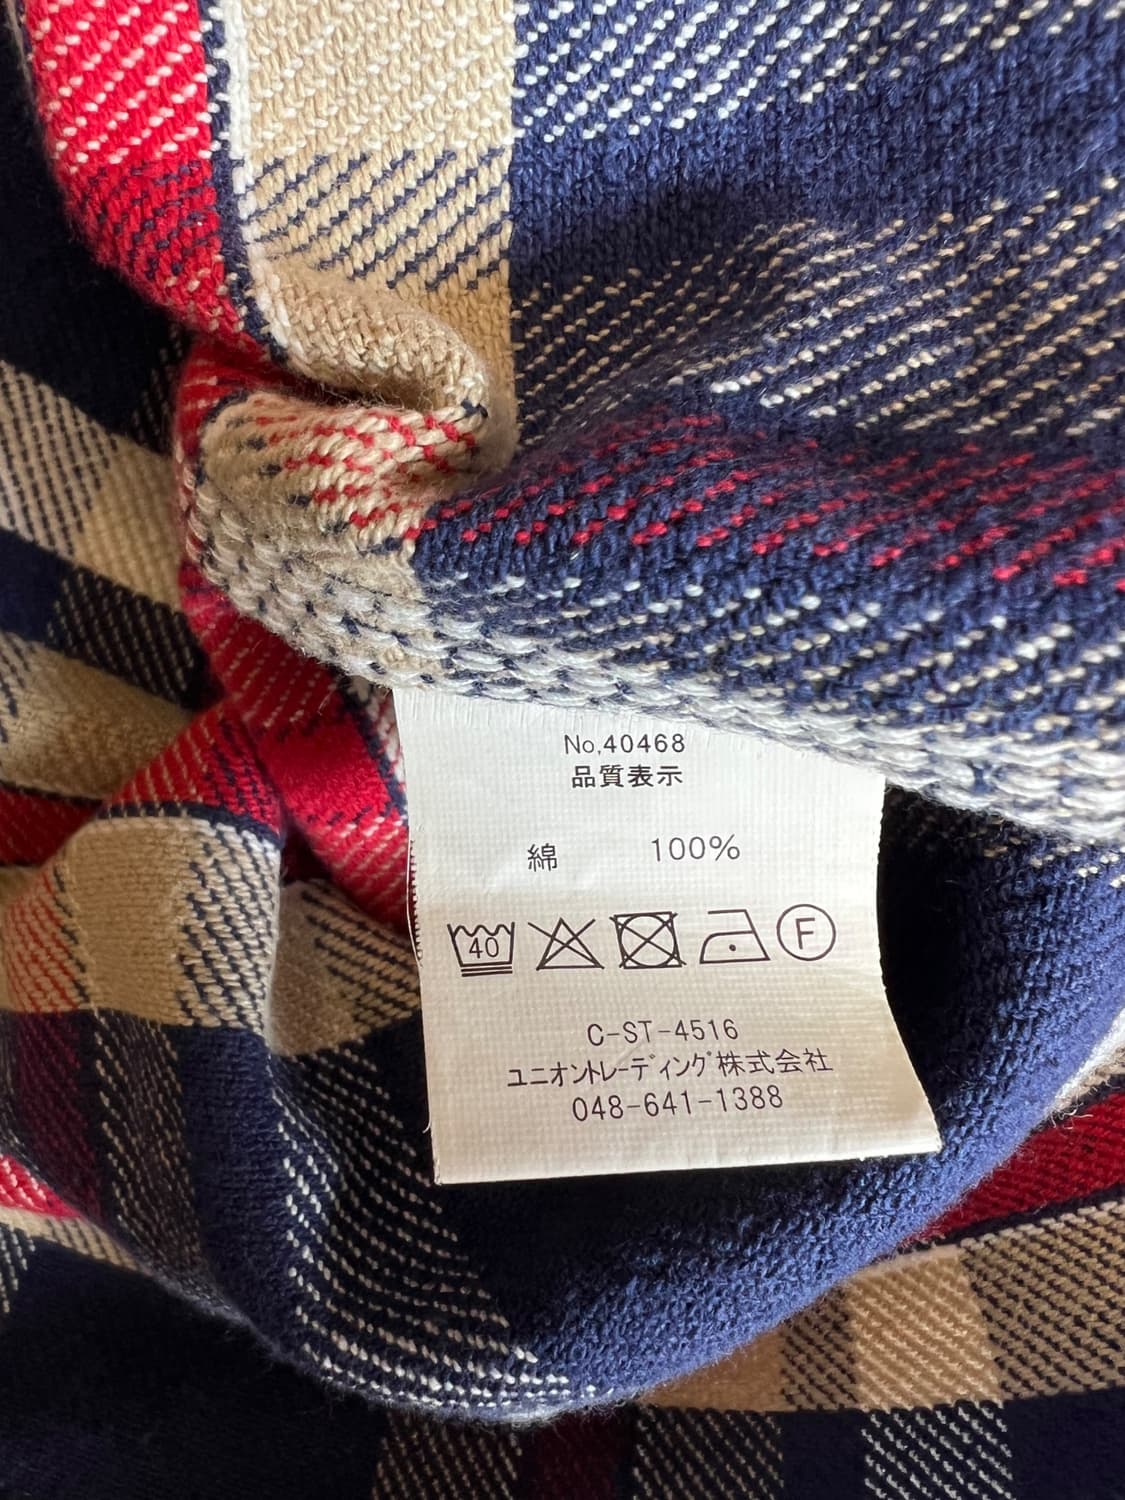 No,40468
品質表示
綿 100%
40 F
C-ST-4516
ユニオントレーディング株式会社
048-641-1388